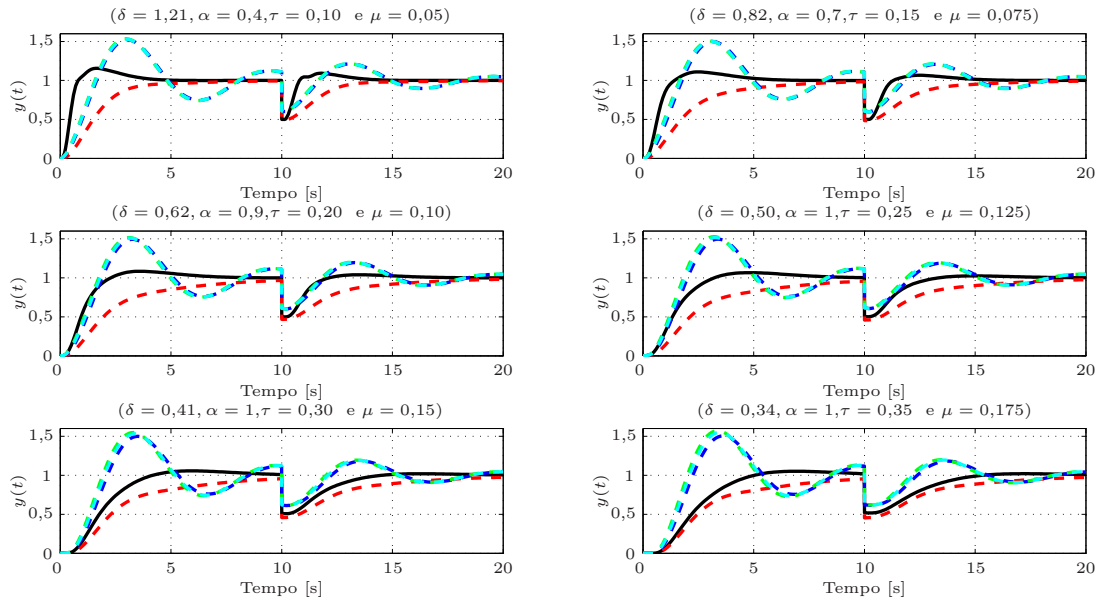 (δ = 1,21, α = 0,4,τ = 0,10 e μ = 0,05)
y(t)
1,5
1
0,5
0
0 5 10 15 20
Tempo [s]
(δ = 0,82, α = 0,7,τ = 0,15 e μ = 0,075)
y(t)
1,5
1
0,5
0
0 5 10 15 20
Tempo [s]
(δ = 0,62, α = 0,9,τ = 0,20 e μ = 0,10)
y(t)
1,5
1
0,5
0
0 5 10 15 20
Tempo [s]
(δ = 0,50, α = 1,τ = 0,25 e μ = 0,125)
y(t)
1,5
1
0,5
0
0 5 10 15 20
Tempo [s]
(δ = 0,41, α = 1,τ = 0,30 e μ = 0,15)
y(t)
1,5
1
0,5
0
0 5 10 15 20
Tempo [s]
(δ = 0,34, α = 1,τ = 0,35 e μ = 0,175)
y(t)
1,5
1
0,5
0
0 5 10 15 20
Tempo [s]